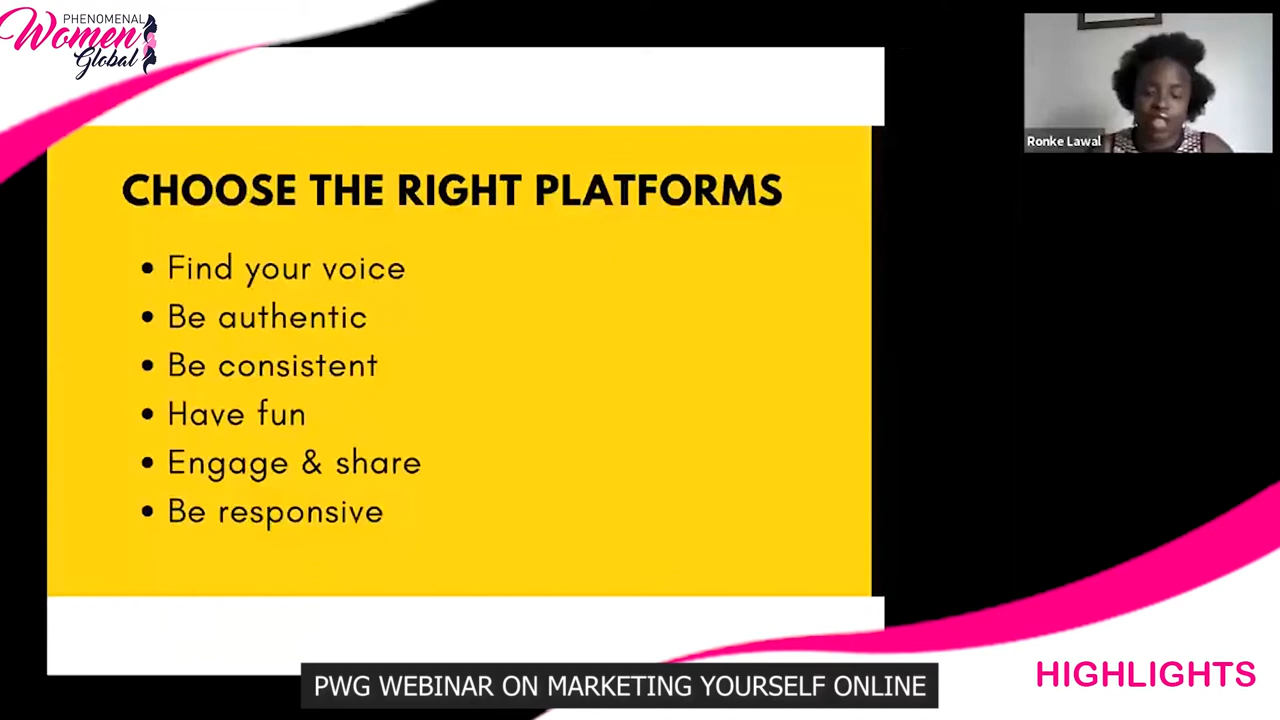 PHENOMENAL
Women
Global
Ronke Lawal
CHOOSE THE RIGHT PLATFORMS
• Find your voice
• Be authentic
• Be consistent
• Have fun
• Engage & share
• Be responsive
HIGHLIGHTS
PWG WEBINAR ON MARKETING YOURSELF ONLINE